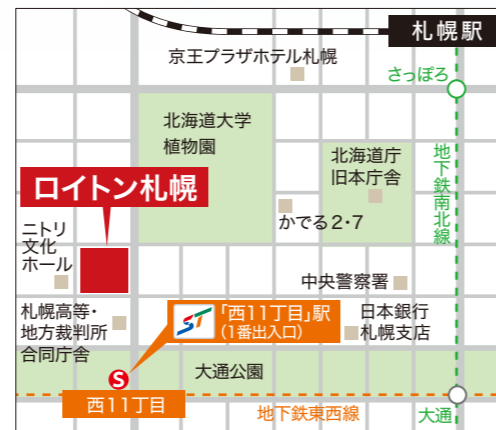 札幌駅
京王プラザホテル札幌
さっぽろ
北海道大学
植物園
北海道庁
旧本庁舎
地下鉄南北線
ロイトン札幌
かでる2・7
ニトリ
文化
ホール
中央警察署
札幌高等・
地方裁判所
合同庁舎
ST
「西11丁目」駅
(1番出入口)
日本銀行
札幌支店
大通公園
S
西11丁目
地下鉄東西線
大通